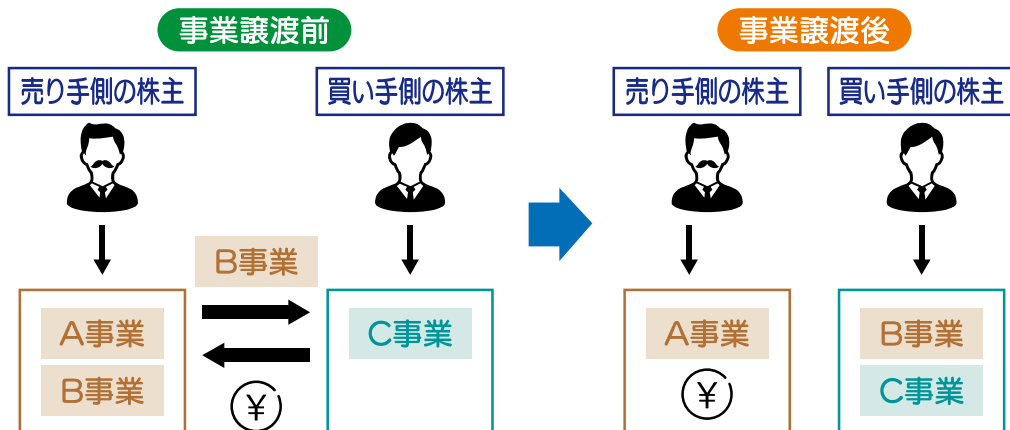 事業譲渡前
売り手側の株主
買い手側の株主
B事業
A事業
B事業
C事業
¥
事業譲渡後
売り手側の株主
買い手側の株主
A事業
¥
B事業
C事業